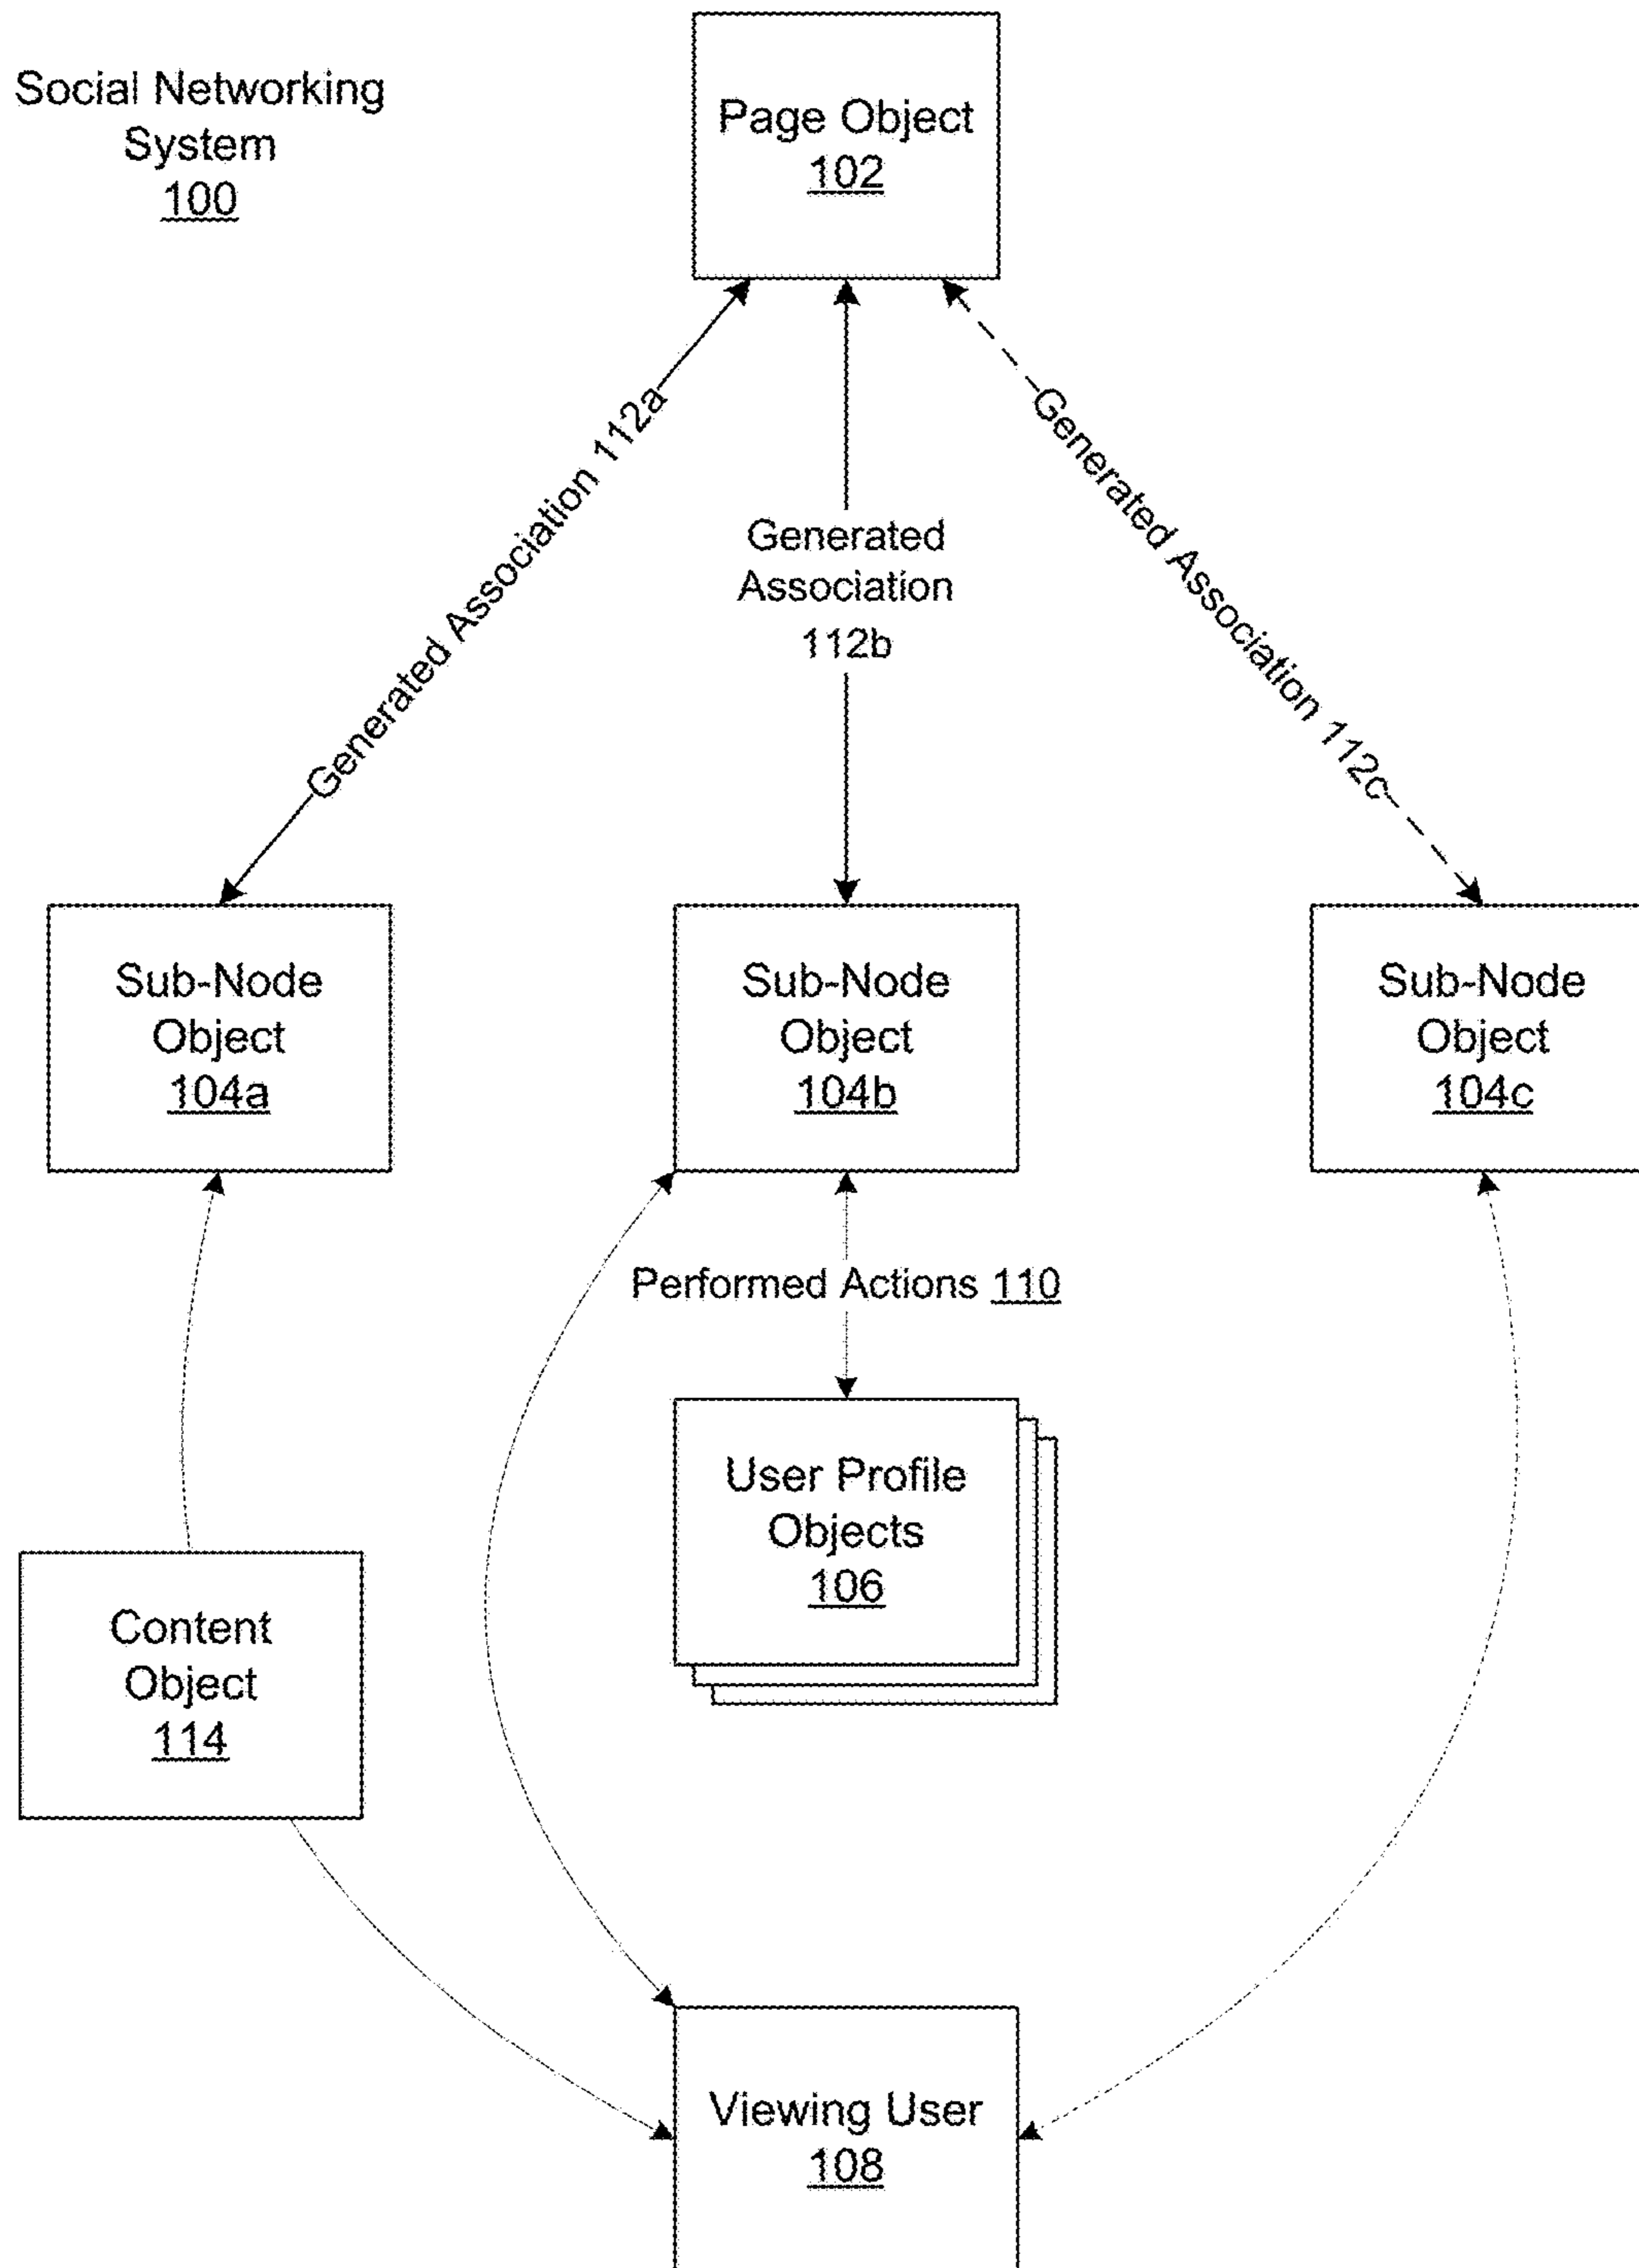 Social Networking
System
100
Page Object
102
Generated Association 112a
Generated
Association
112b
Generated Association 112c
Sub-Node
Object
104a
Sub-Node
Object
104b
Sub-Node
Object
104c
Performed Actions 110
User Profile
Objects
106
Content
Object
114
Viewing User
108